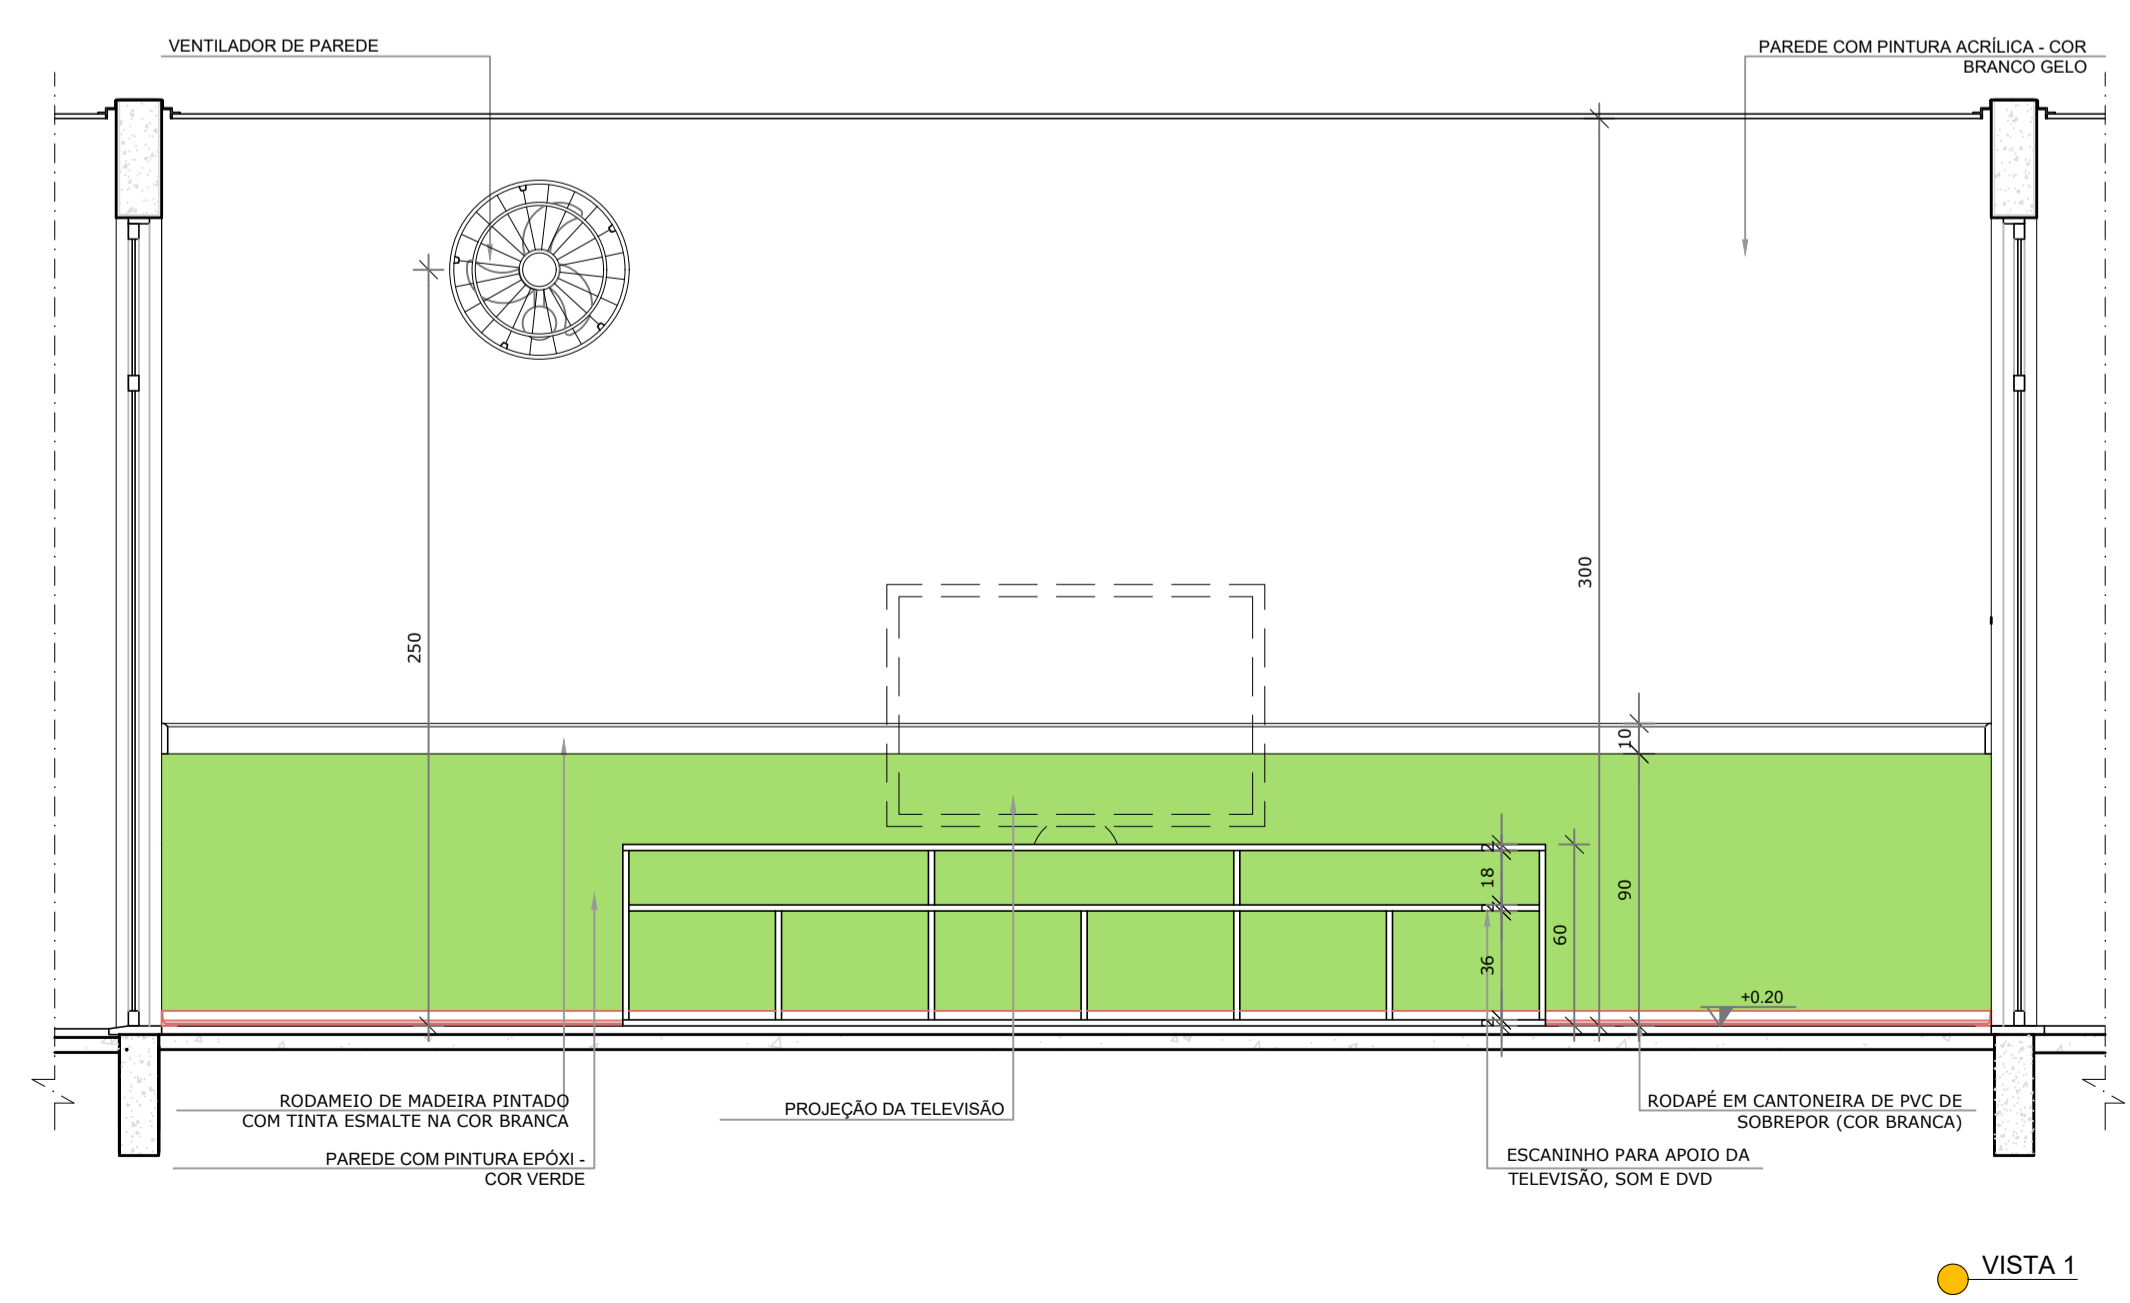 VENTILADOR DE PAREDE
PAREDE COM PINTURA ACRÍLICA - COR
BRANCO GELO
300
250
10
2
18
90
2
60
36
+0.20
2
RODAMEIO DE MADEIRA PINTADO
COM TINTA ESMALTE NA COR BRANCA
PROJEÇÃO DA TELEVISÃO
RODAPÉ EM CANTONEIRA DE PVC DE
SOBREPOR (COR BRANCA)
PAREDE COM PINTURA EPÓXI -
COR VERDE
ESCANINHO PARA APOIO DA
TELEVISÃO, SOM E DVD
VISTA 1